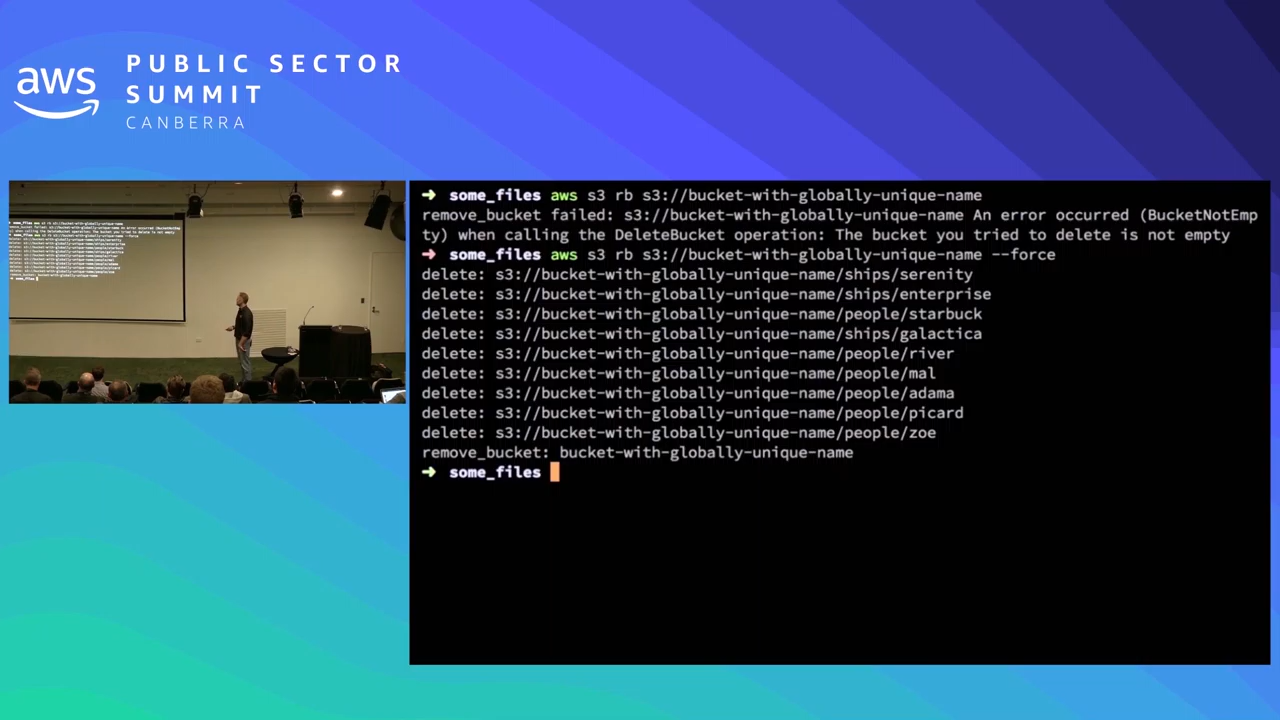 aws
PUBLIC SECTOR
SUMMIT
CANBERRA
➜ some_files aws s3 rb s3://bucket-with-globally-unique-name
remove_bucket failed: s3://bucket-with-globally-unique-name An error occurred (BucketNotEmp
ty) when calling the DeleteBucket operation: The bucket you tried to delete is not empty
➜ some_files aws s3 rb s3://bucket-with-globally-unique-name --force
delete: s3://bucket-with-globally-unique-name/ships/serenity
delete: s3://bucket-with-globally-unique-name/ships/enterprise
delete: s3://bucket-with-globally-unique-name/people/starbuck
delete: s3://bucket-with-globally-unique-name/ships/galactica
delete: s3://bucket-with-globally-unique-name/people/river
delete: s3://bucket-with-globally-unique-name/people/mal
delete: s3://bucket-with-globally-unique-name/people/adama
delete: s3://bucket-with-globally-unique-name/people/picard
delete: s3://bucket-with-globally-unique-name/people/zoe
remove_bucket: bucket-with-globally-unique-name
➜ some_files